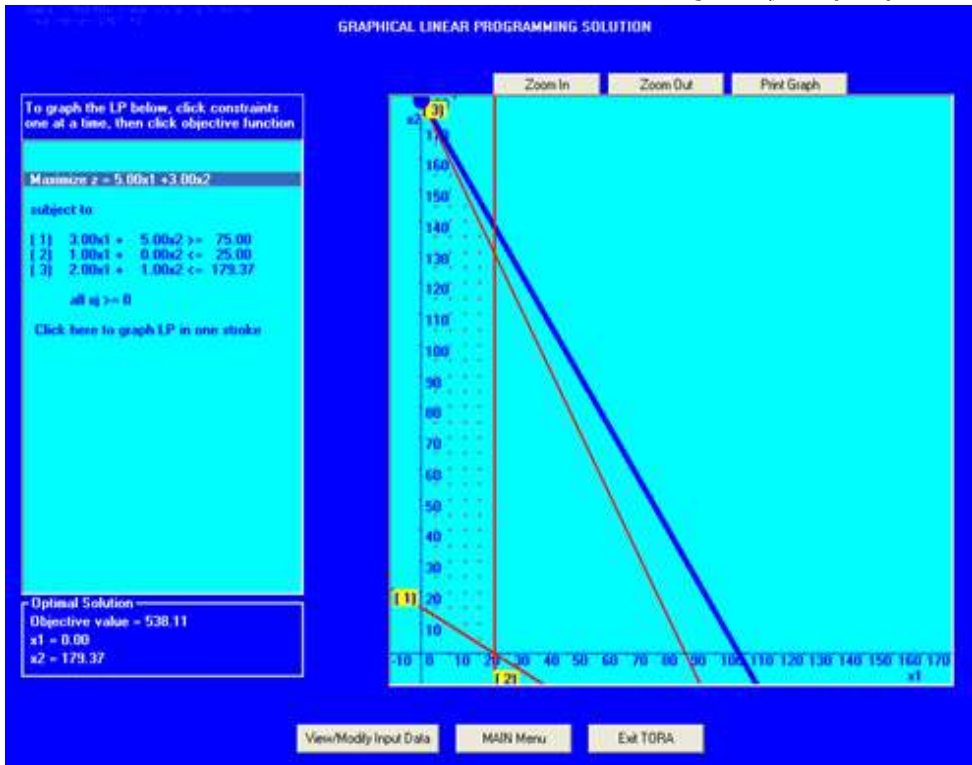 GRAPHICAL LINEAR PROGRAMMING SOLUTION
Zoom In
Zoom Out
Print Graph
To graph the LP below, click constraints
one at a time, then click objective function
Maximize z = 5.00x1 +3.00x2
subject to
( 1) 3.00x1 + 5.00x2 >= 75.00
( 2) 1.00x1 + 0.00x2 <= 25.00
( 3) 2.00x1 + 1.00x2 <= 179.37
all xj >= 0
Click here to graph LP in one stroke
Optimal Solution
Objective value = 538.11
x1 = 0.00
x2 = 179.37
( 3)
x2
170
160
150
140
130
120
110
100
90
80
70
60
50
40
30
( 1) 20
10
-10 0 10 20 30 40 50 60 70 80 90 100 110 120 130 140 150 160 170
x1
( 2)
View/Modify Input Data
MAIN Menu
Exit TORA